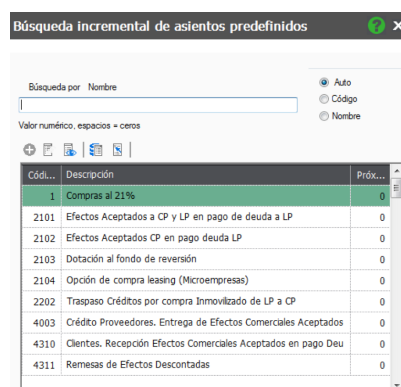 Búsqueda incremental de asientos predefinidos
Búsqueda por Nombre
Auto
Código
Nombre
Valor numérico, espacios = ceros
Códi... Descripción Próx...
1 Compras al 21% 0
2101 Efectos Aceptados a CP y LP en pago de deuda a LP 0
2102 Efectos Aceptados CP en pago deuda LP 0
2103 Dotación al fondo de reversión 0
2104 Opción de compra leasing (Microempresas) 0
2202 Traspaso Créditos por compra Inmovilizado de LP a CP 0
4003 Crédito Proveedores. Entrega de Efectos Comerciales Aceptados 0
4310 Clientes. Recepción Efectos Comerciales Aceptados en pago Deu 0
4311 Remesas de Efectos Descontadas 0